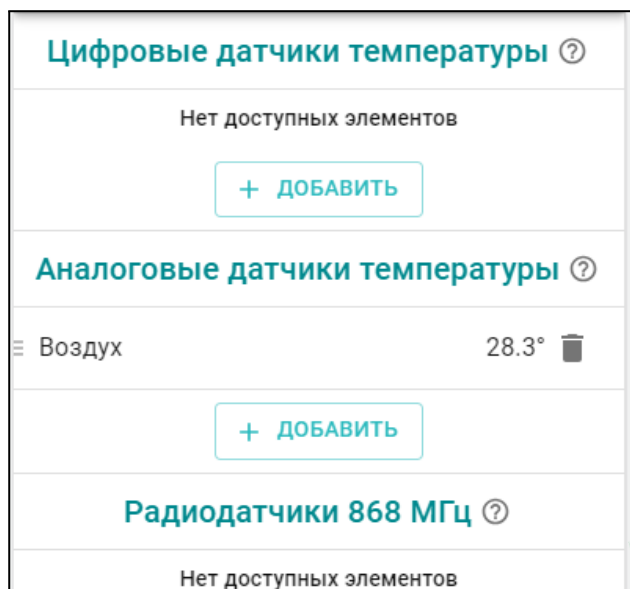 Цифровые датчики температуры
Нет доступных элементов
+ ДОБАВИТЬ
Аналоговые датчики температуры
Воздух 28.3°
+ ДОБАВИТЬ
Радиодатчики 868 МГц
Нет доступных элементов